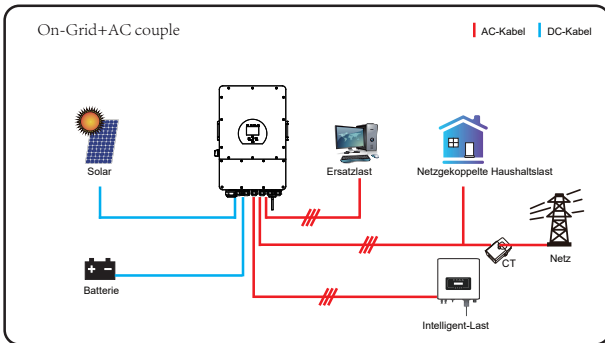 On-Grid+AC couple
AC-Kabel
DC-Kabel
Solar
Ersatzlast
Netzgekoppelte Haushaltslast
CT
Netz
Batterie
Intelligent-Last